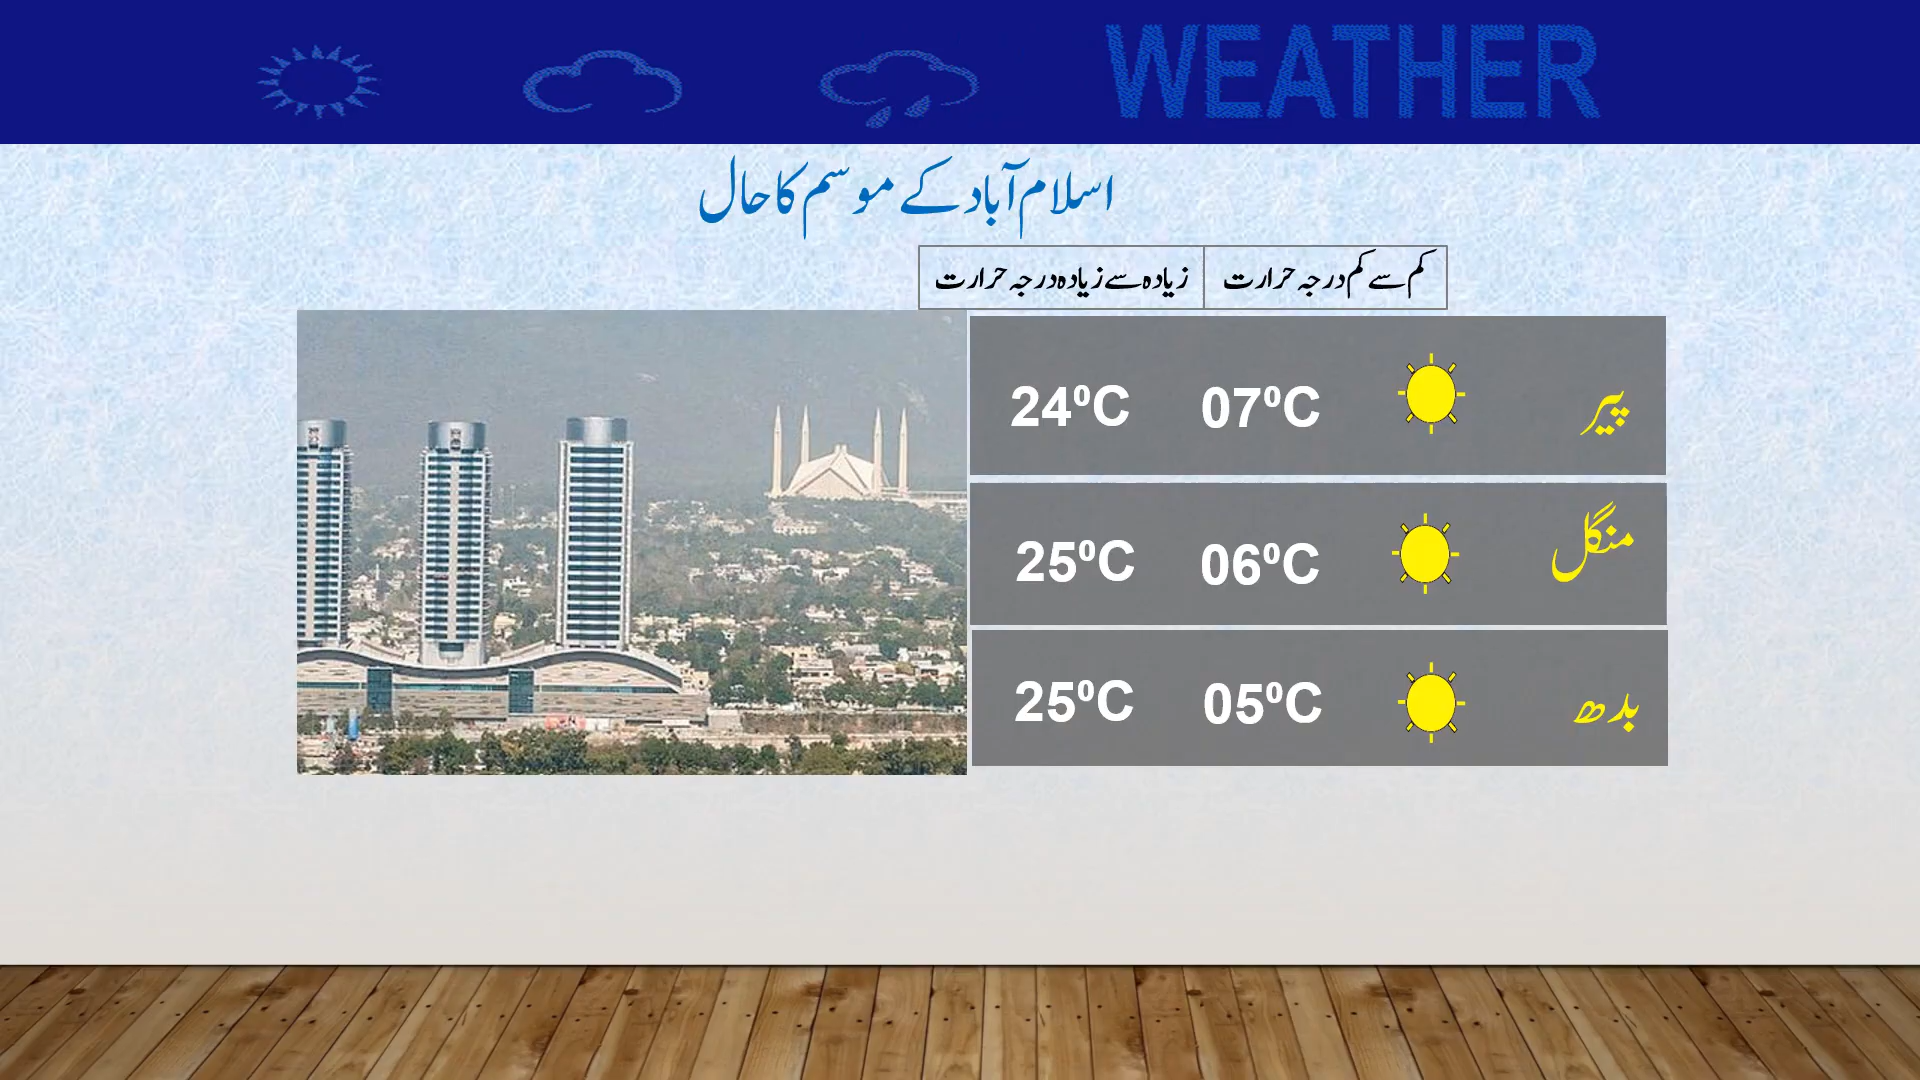 WEATHER
اسلام آباد کے موسم کا حال
کم سے کم درجہ حرارت زیادہ سے زیادہ درجہ حرارت
پیر 07⁰C 24⁰C
منگل 06⁰C 25⁰C
بدھ 05⁰C 25⁰C